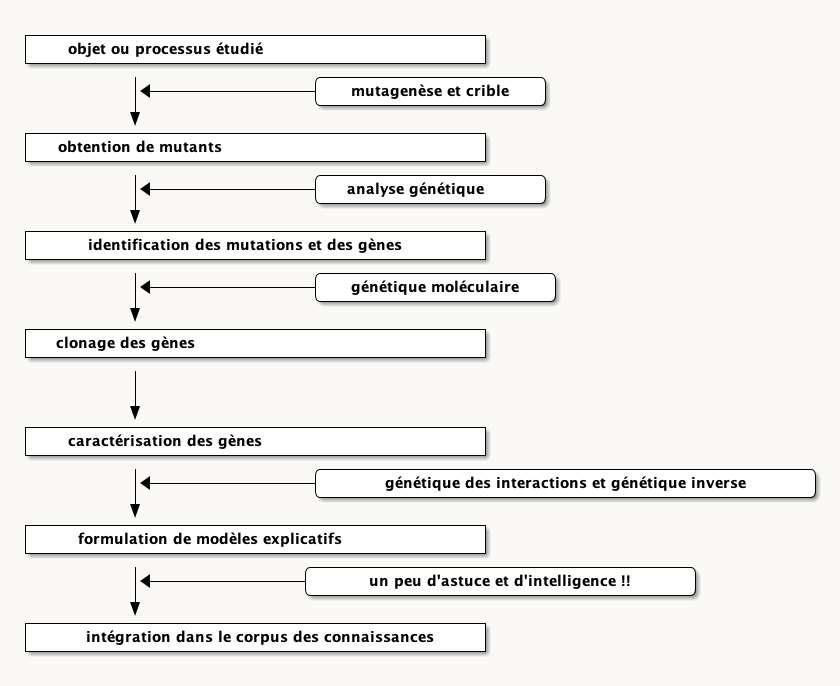 objet ou processus étudié
mutagenèse et crible
obtention de mutants
analyse génétique
identification des mutations et des gènes
génétique moléculaire
clonage des gènes
caractérisation des gènes
génétique des interactions et génétique inverse
formulation de modèles explicatifs
un peu d'astuce et d'intelligence !!
intégration dans le corpus des connaissances